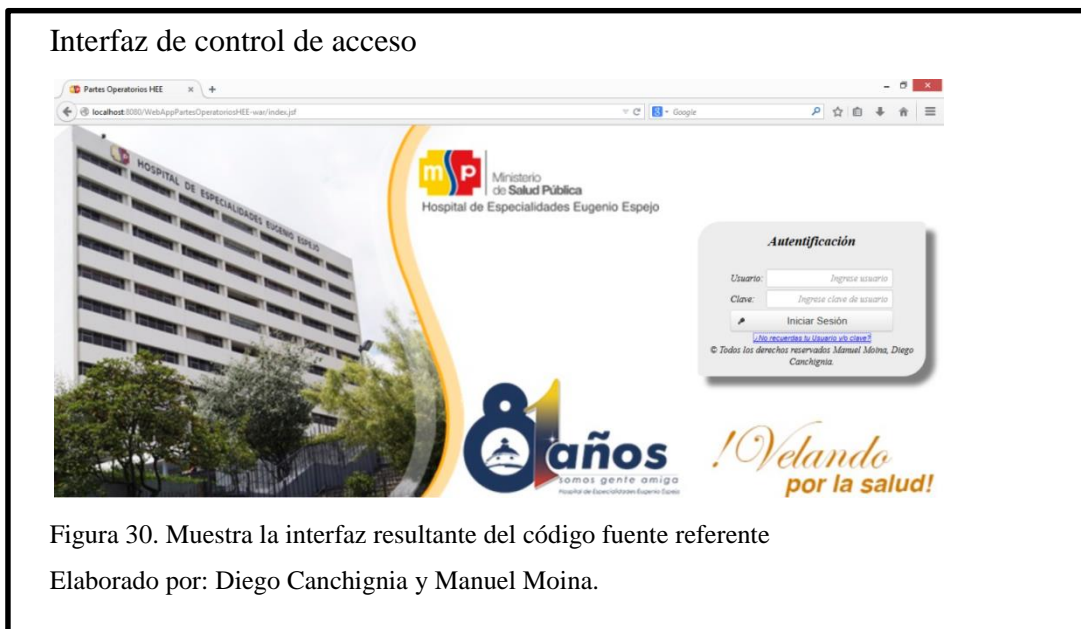 Interfaz de control de acceso
Partes Operatorios HEE
localhost:8080/WebAppPartesOperatoriosHEE-war/index.jsf
Google
HOSPITAL DE ESPECIALIDADES EUGENIO ESPEJO
msp
Ministerio
de Salud Pública
Hospital de Especialidades Eugenio Espejo
Autentificación
Usuario: Ingrese usuario
Clave: Ingrese clave de usuario
Iniciar Sesión
¿No recuerdas tu Usuario y/o clave?
© Todos los derechos reservados Manuel Moina, Diego
Canchignia.
81 años
somos gente amiga
Hospital de Especialidades Eugenio Espejo
!Velando
por la salud!
Figura 30. Muestra la interfaz resultante del código fuente referente
Elaborado por: Diego Canchignia y Manuel Moina.